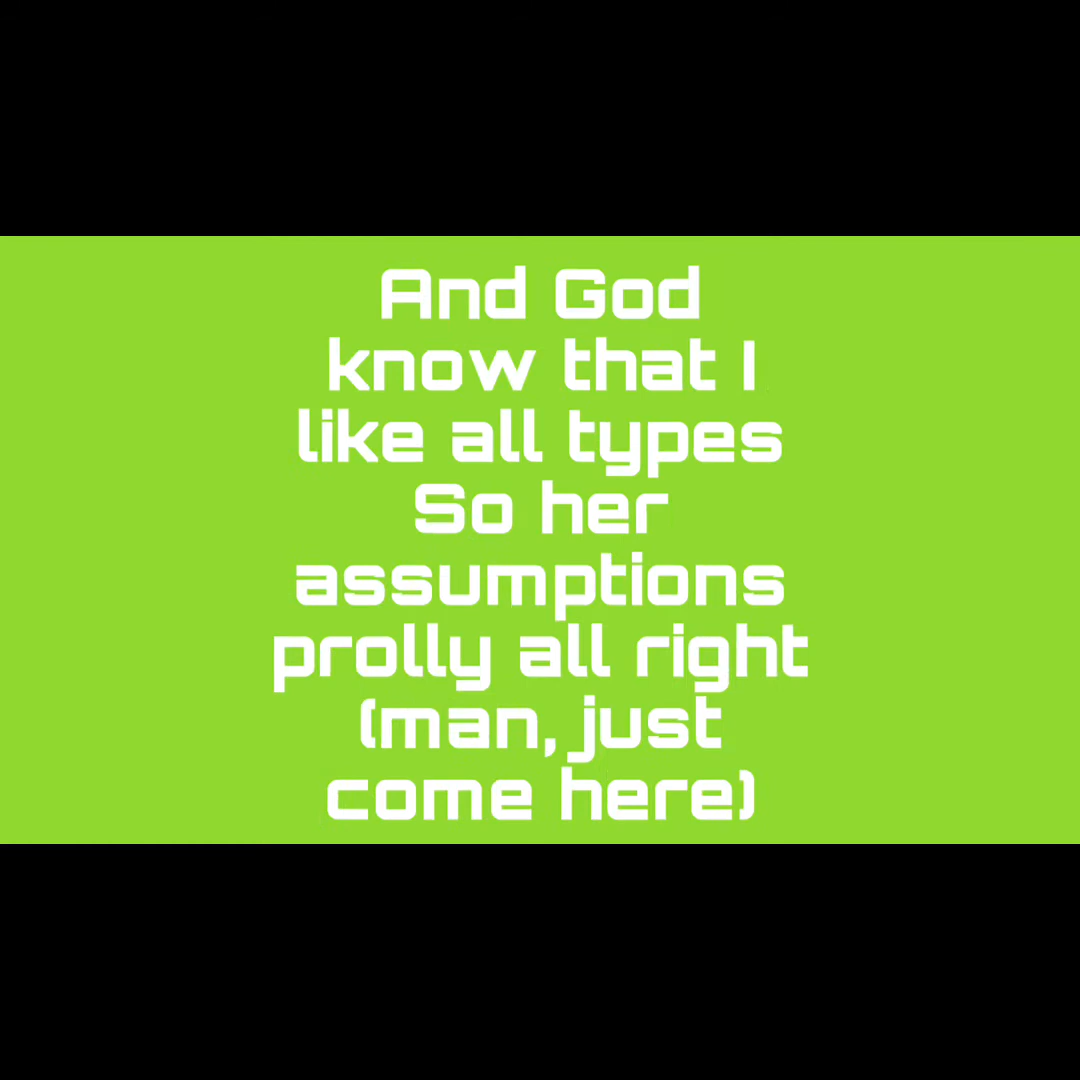 And God
know that I
like all types
So her
assumptions
prolly all right
(man, just
come here)